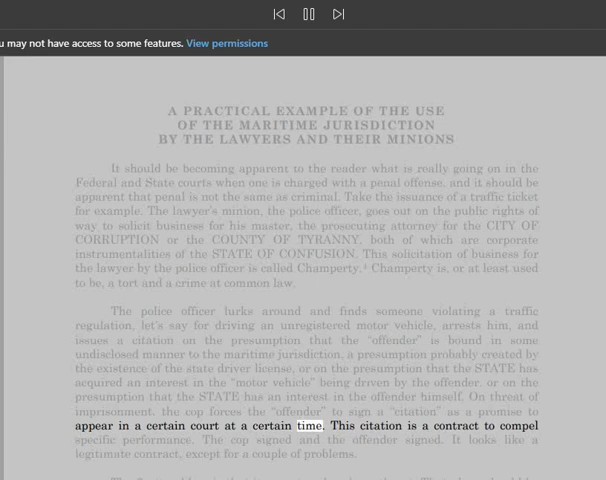 u may not have access to some features. View permissions
A PRACTICAL EXAMPLE OF THE USE
OF THE MARITIME JURISDICTION
BY THE LAWYERS AND THEIR MINIONS
It should be becoming apparent to the reader what is really going on in the
Federal and State courts when one is charged with a penal offense, and it should be
apparent that penal is not the same as criminal. Take the issuance of a traffic ticket
for example. The lawyer's minion, the police officer, goes out on the public rights of
way to solicit business for his master, the prosecuting attorney for the CITY OF
CORRUPTION or the COUNTY OF TYRANNY, both of which are corporate
instrumentalities of the STATE OF CONFUSION. This solicitation of business for
the lawyer by the police officer is called Champerty. Champerty is, or at least used
to be, a tort and a crime at common law.
The police officer lurks around and finds someone violating a traffic
regulation, let's say for driving an unregistered motor vehicle, arrests him, and
issues a citation on the presumption that the "offender" is bound in some
undisclosed manner to the maritime jurisdiction, a presumption probably created by
the existence of the state driver license, or on the presumption that the STATE has
acquired an interest in the "motor vehicle" being driven by the offender, or on the
presumption that the STATE has an interest in the offender himself. On threat of
imprisonment, the cop forces the "offender" to sign a "citation" as a promise to
appear in a certain court at a certain time. This citation is a contract to compel
specific performance. The cop signed and the offender signed. It looks like a
legitimate contract, except for a couple of problems.